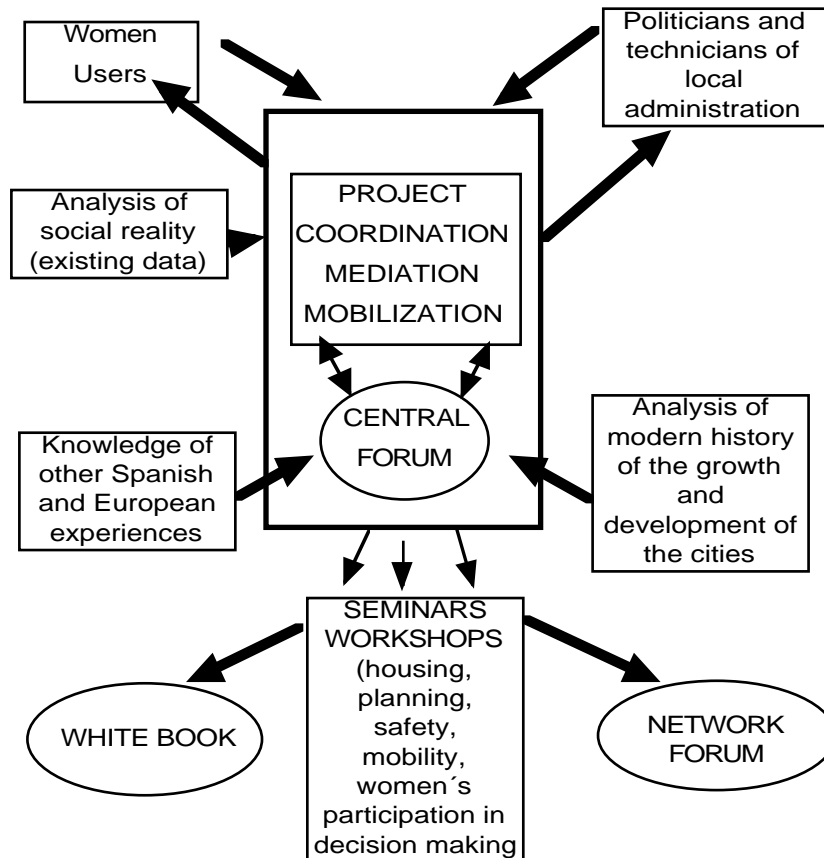 Women
Users
Politicians and
technicians of
local
administration
Analysis of
social reality
(existing data)
PROJECT
COORDINATION
MEDIATION
MOBILIZATION
CENTRAL
FORUM
Knowledge of
other Spanish
and European
experiences
Analysis of
modern history
of the growth
and
development of
the cities
SEMINARS
WORKSHOPS
(housing,
planning,
safety,
mobility,
women´s
participation in
decision making
WHITE BOOK
NETWORK
FORUM